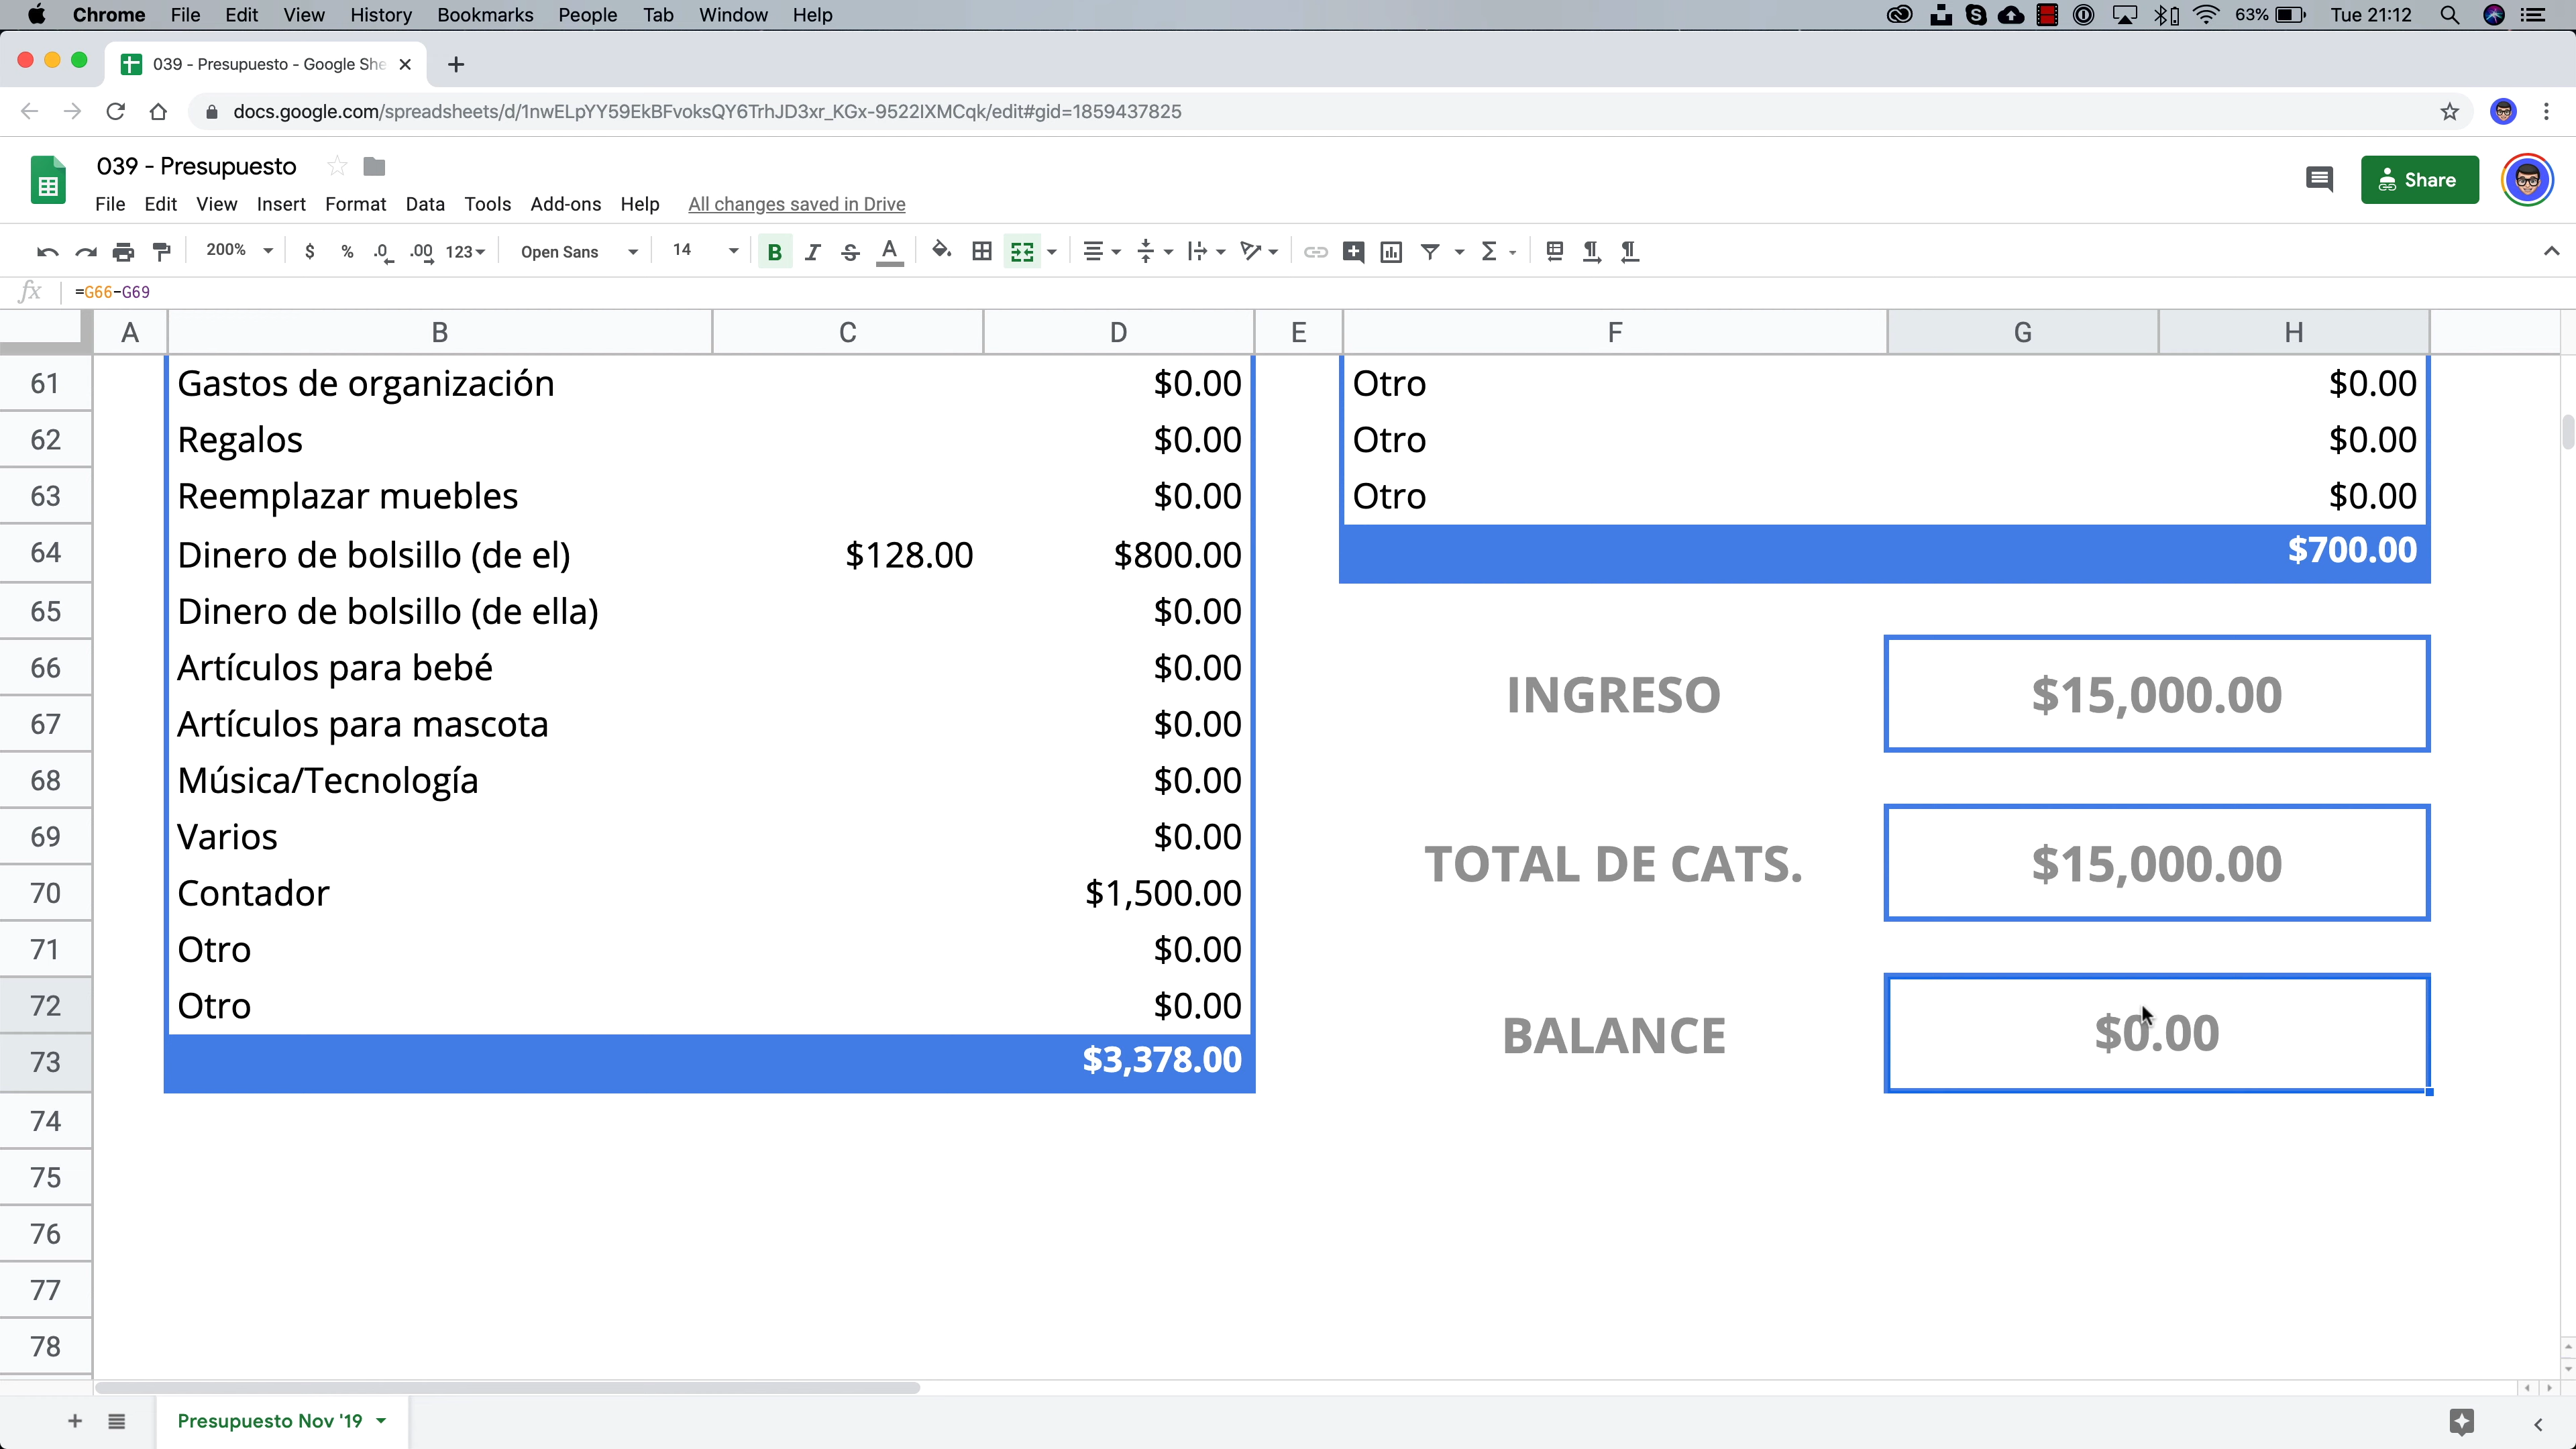 Chrome File Edit View History Bookmarks People Tab Window Help 63% Tue 21:12
039 - Presupuesto - Google She
docs.google.com/spreadsheets/d/1nwELpYY59EkBFvoksQY6TrhJD3xr_KGx-9522IXMCqk/edit#gid=1859437825
039 - Presupuesto
Share
File Edit View Insert Format Data Tools Add-ons Help All changes saved in Drive
200% $ % .0 .00 123 Open Sans 14 B I S A
fx =G66-G69
A B C D E F G H
61 Gastos de organización $0.00 Otro $0.00
62 Regalos $0.00 Otro $0.00
63 Reemplazar muebles $0.00 Otro $0.00
64 Dinero de bolsillo (de el) $128.00 $800.00 $700.00
65 Dinero de bolsillo (de ella) $0.00
66 Artículos para bebé $0.00
INGRESO $15,000.00
67 Artículos para mascota $0.00
68 Música/Tecnología $0.00
69 Varios $0.00
TOTAL DE CATS. $15,000.00
70 Contador $1,500.00
71 Otro $0.00
72 Otro $0.00
BALANCE $0.00
73 $3,378.00
74
75
76
77
78
Presupuesto Nov '19